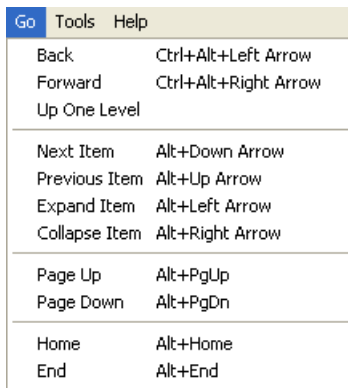 Go Tools Help
Back Ctrl+Alt+Left Arrow
Forward Ctrl+Alt+Right Arrow
Up One Level
Next Item Alt+Down Arrow
Previous Item Alt+Up Arrow
Expand Item Alt+Left Arrow
Collapse Item Alt+Right Arrow
Page Up Alt+PgUp
Page Down Alt+PgDn
Home Alt+Home
End Alt+End